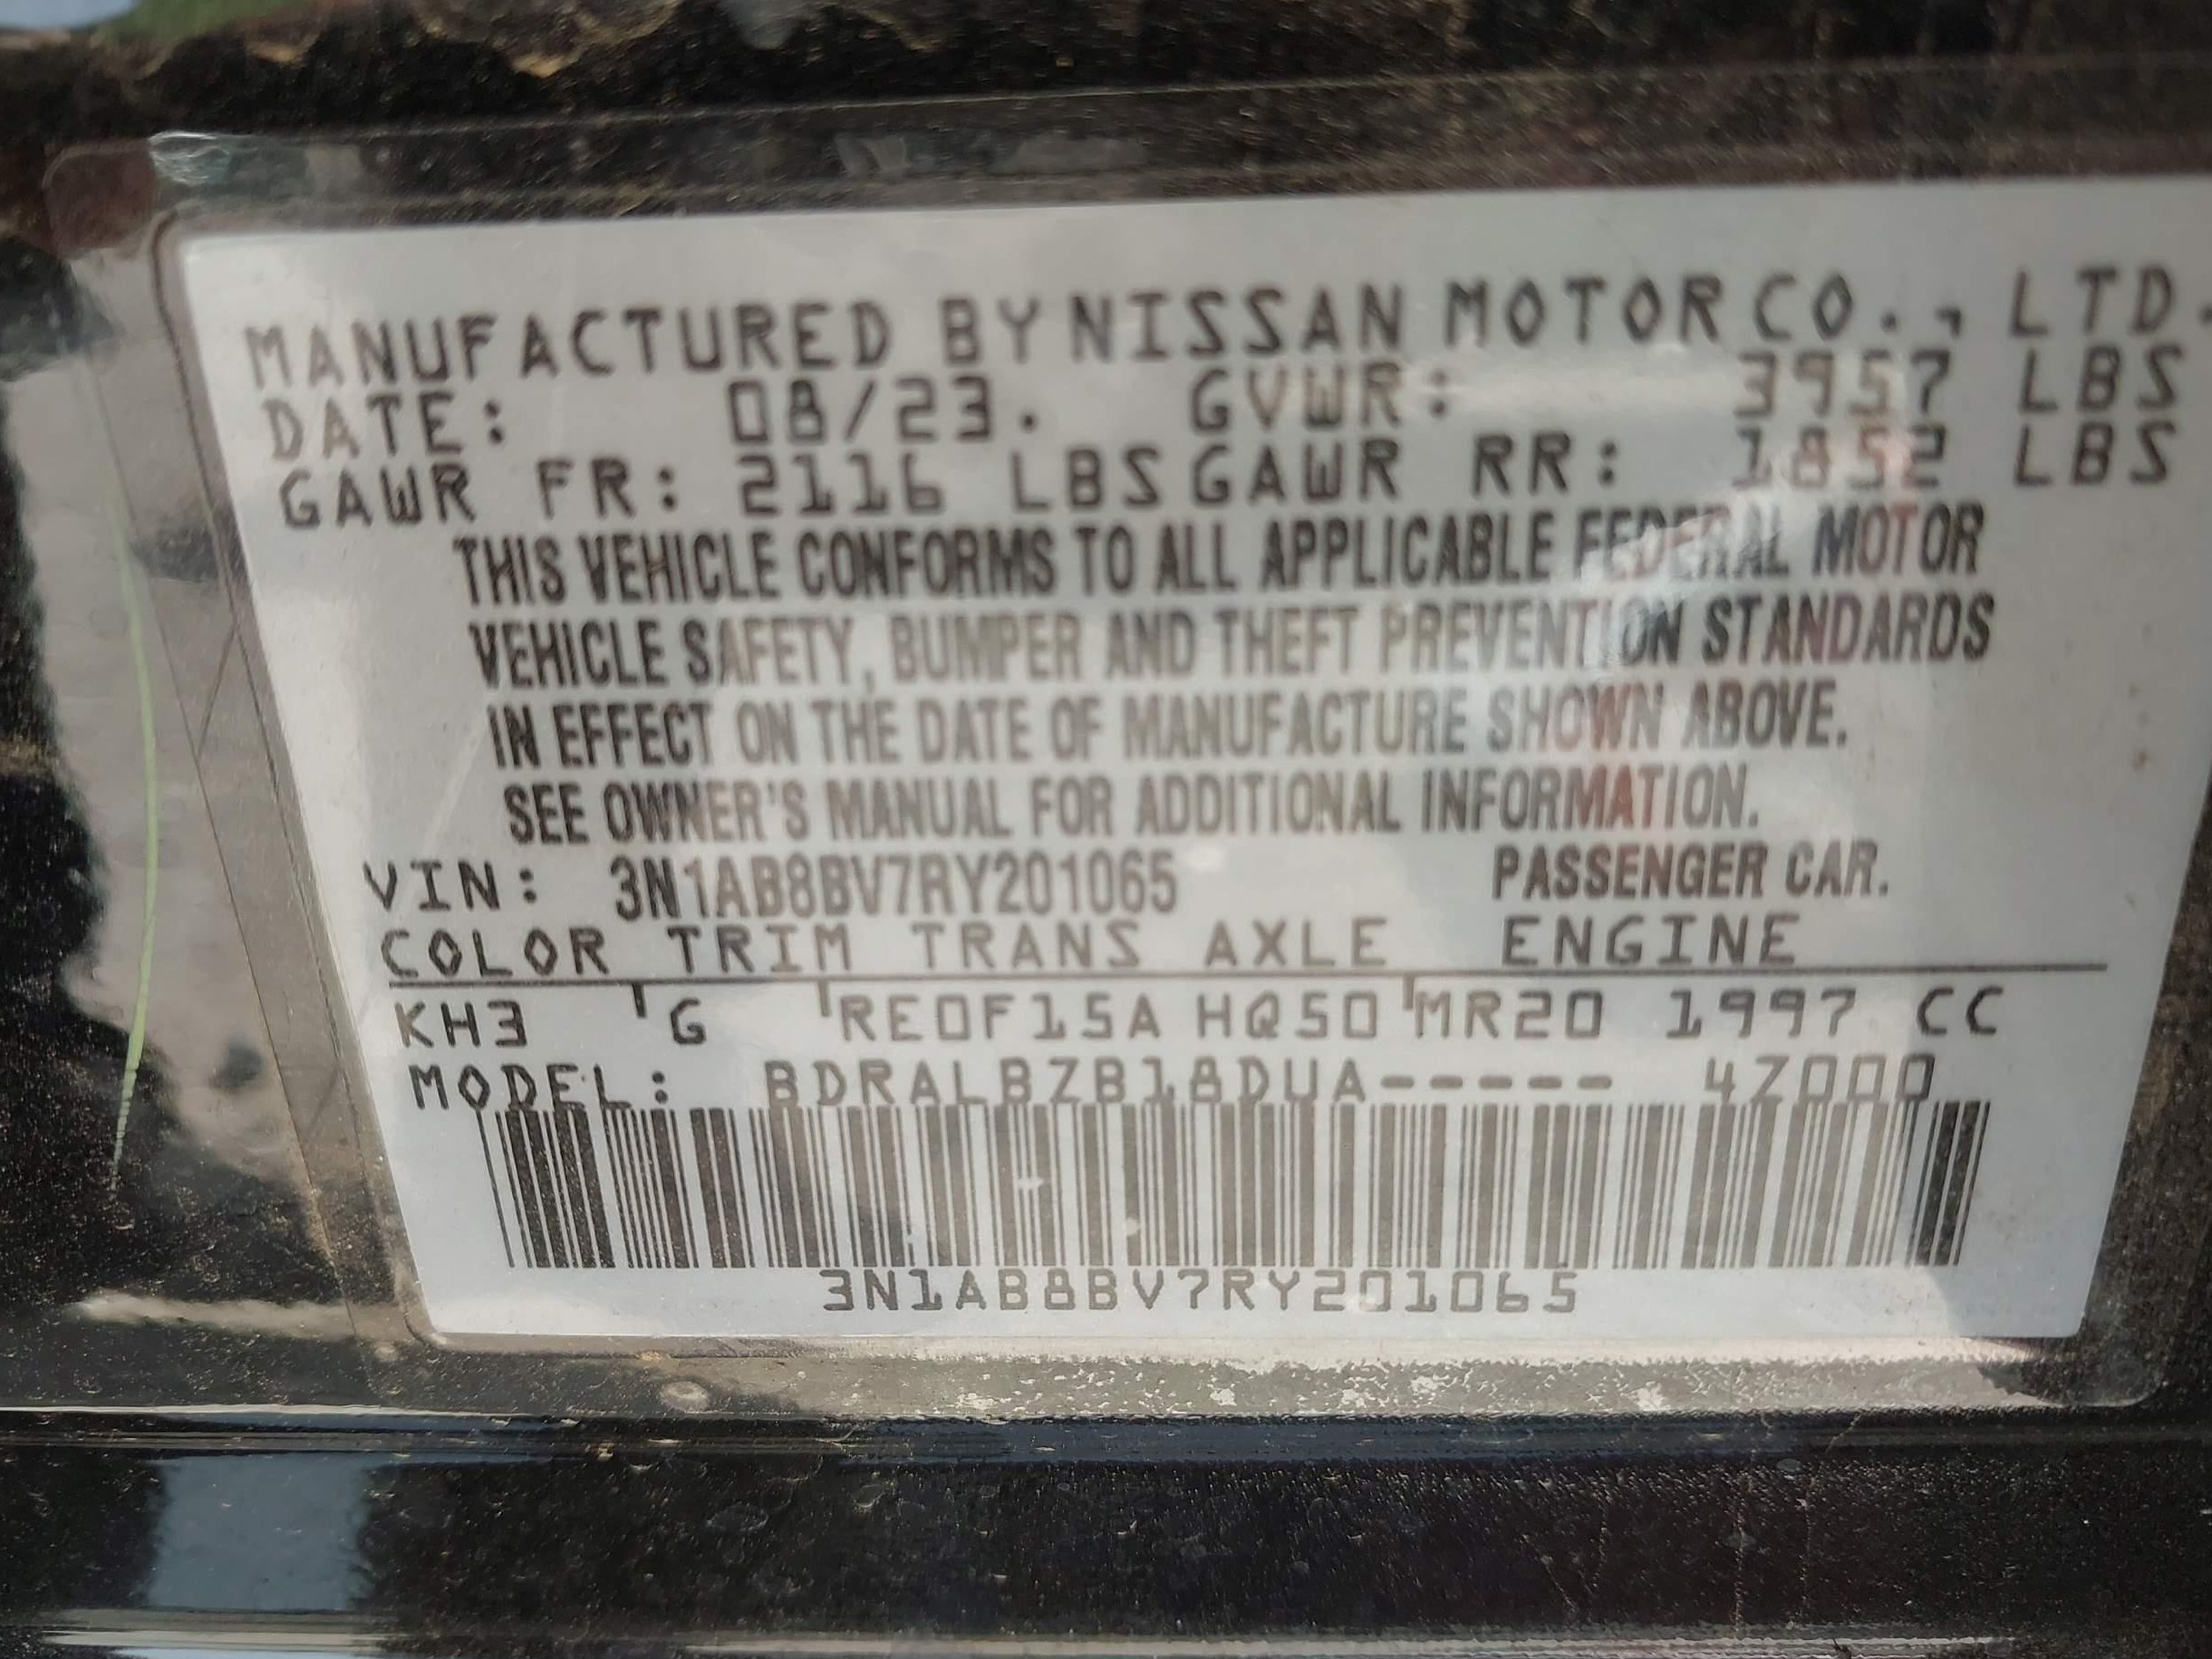 MANUFACTURED BY NISSAN MOTOR CO., LTD.
DATE: 08/23. GVWR: 3957 LBS
GAWR FR: 2116 LBS GAWR RR: 1852 LBS
THIS VEHICLE CONFORMS TO ALL APPLICABLE FEDERAL MOTOR
VEHICLE SAFETY, BUMPER AND THEFT PREVENTION STANDARDS
IN EFFECT ON THE DATE OF MANUFACTURE SHOWN ABOVE.
SEE OWNER'S MANUAL FOR ADDITIONAL INFORMATION.
VIN: 3N1AB8BV7RY201065 PASSENGER CAR.
COLOR TRIM TRANS AXLE ENGINE
KH3 G RE0F15A HQ50 MR20 1997 CC
MODEL: BDRALBZB18DUA----- 4Z000
3N1AB8BV7RY201065